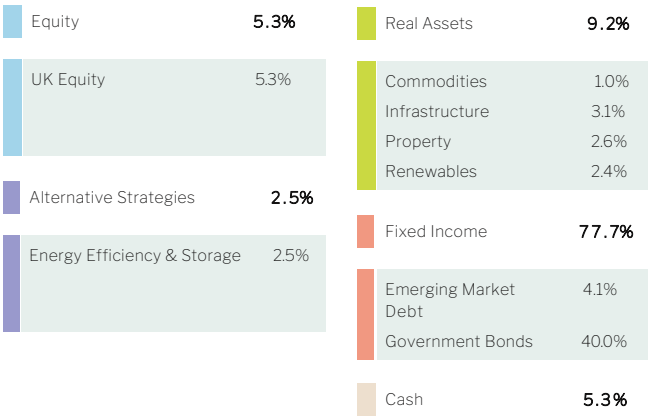 Equity 5.3%
UK Equity 5.3%
Alternative Strategies 2.5%
Energy Efficiency & Storage 2.5%
Real Assets 9.2%
Commodities 1.0%
Infrastructure 3.1%
Property 2.6%
Renewables 2.4%
Fixed Income 77.7%
Emerging Market 4.1%
Debt
Government Bonds 40.0%
Cash 5.3%